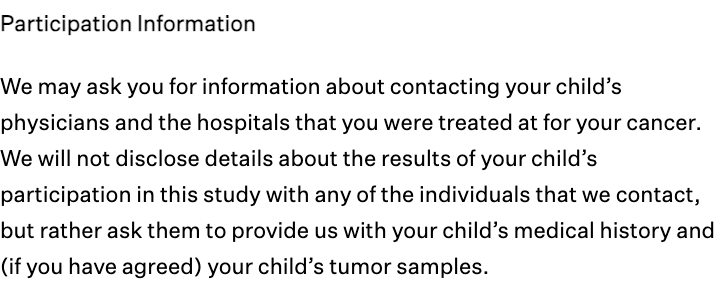 Participation Information
We may ask you for information about contacting your child’s
physicians and the hospitals that you were treated at for your cancer.
We will not disclose details about the results of your child’s
participation in this study with any of the individuals that we contact,
but rather ask them to provide us with your child’s medical history and
(if you have agreed) your child’s tumor samples.